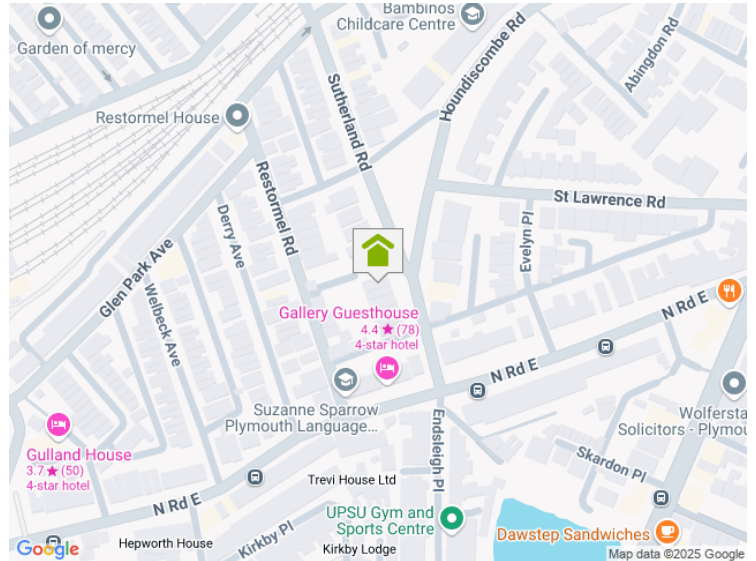 Bambinos
Childcare Centre
Garden of mercy
Houndiscombe Rd
Abingdon Rd
Sutherland Rd
Restormel House
Restormel Rd
St Lawrence Rd
Derry Ave
Evelyn Pl
Glen Park Ave
Welbeck Ave
Gallery Guesthouse
4.4 ★ (78)
4-star hotel
N Rd E
N Rd E
Suzanne Sparrow
Plymouth Language...
Endsleigh Pl
Wolfersta
Solicitors - Plymou
Gulland House
3.7 ★ (50)
4-star hotel
Skardon Pl
Trevi House Ltd
N Rd E
UPSU Gym and
Sports Centre
Dawstep Sandwiches
Kirkby Pl
Hepworth House
Kirkby Lodge
Google
Map data ©2025 Google